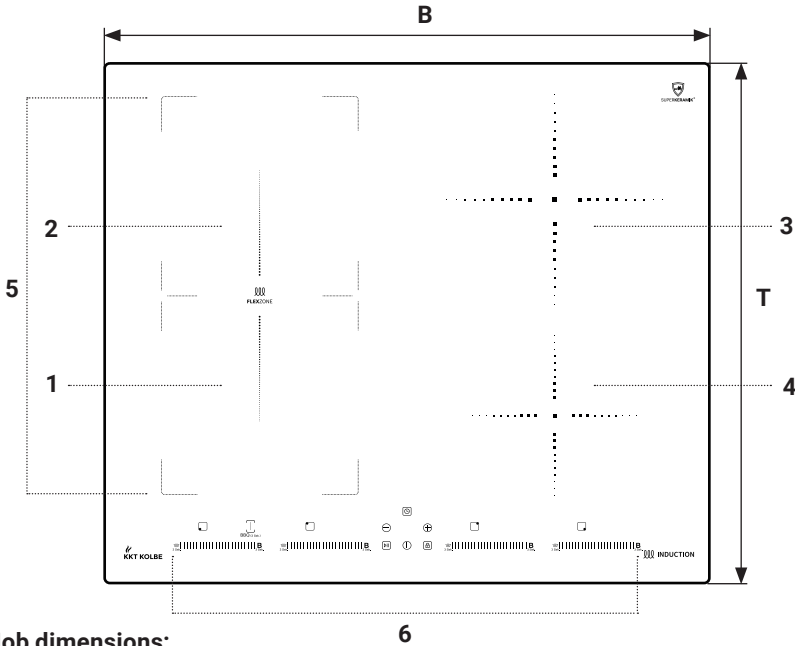 B
SUPERKERAMIK
2
3
5
T
FLEXZONE
1
4
B
B
B
B
KKT KOLBE
INDUCTION
6
ob dimensions: